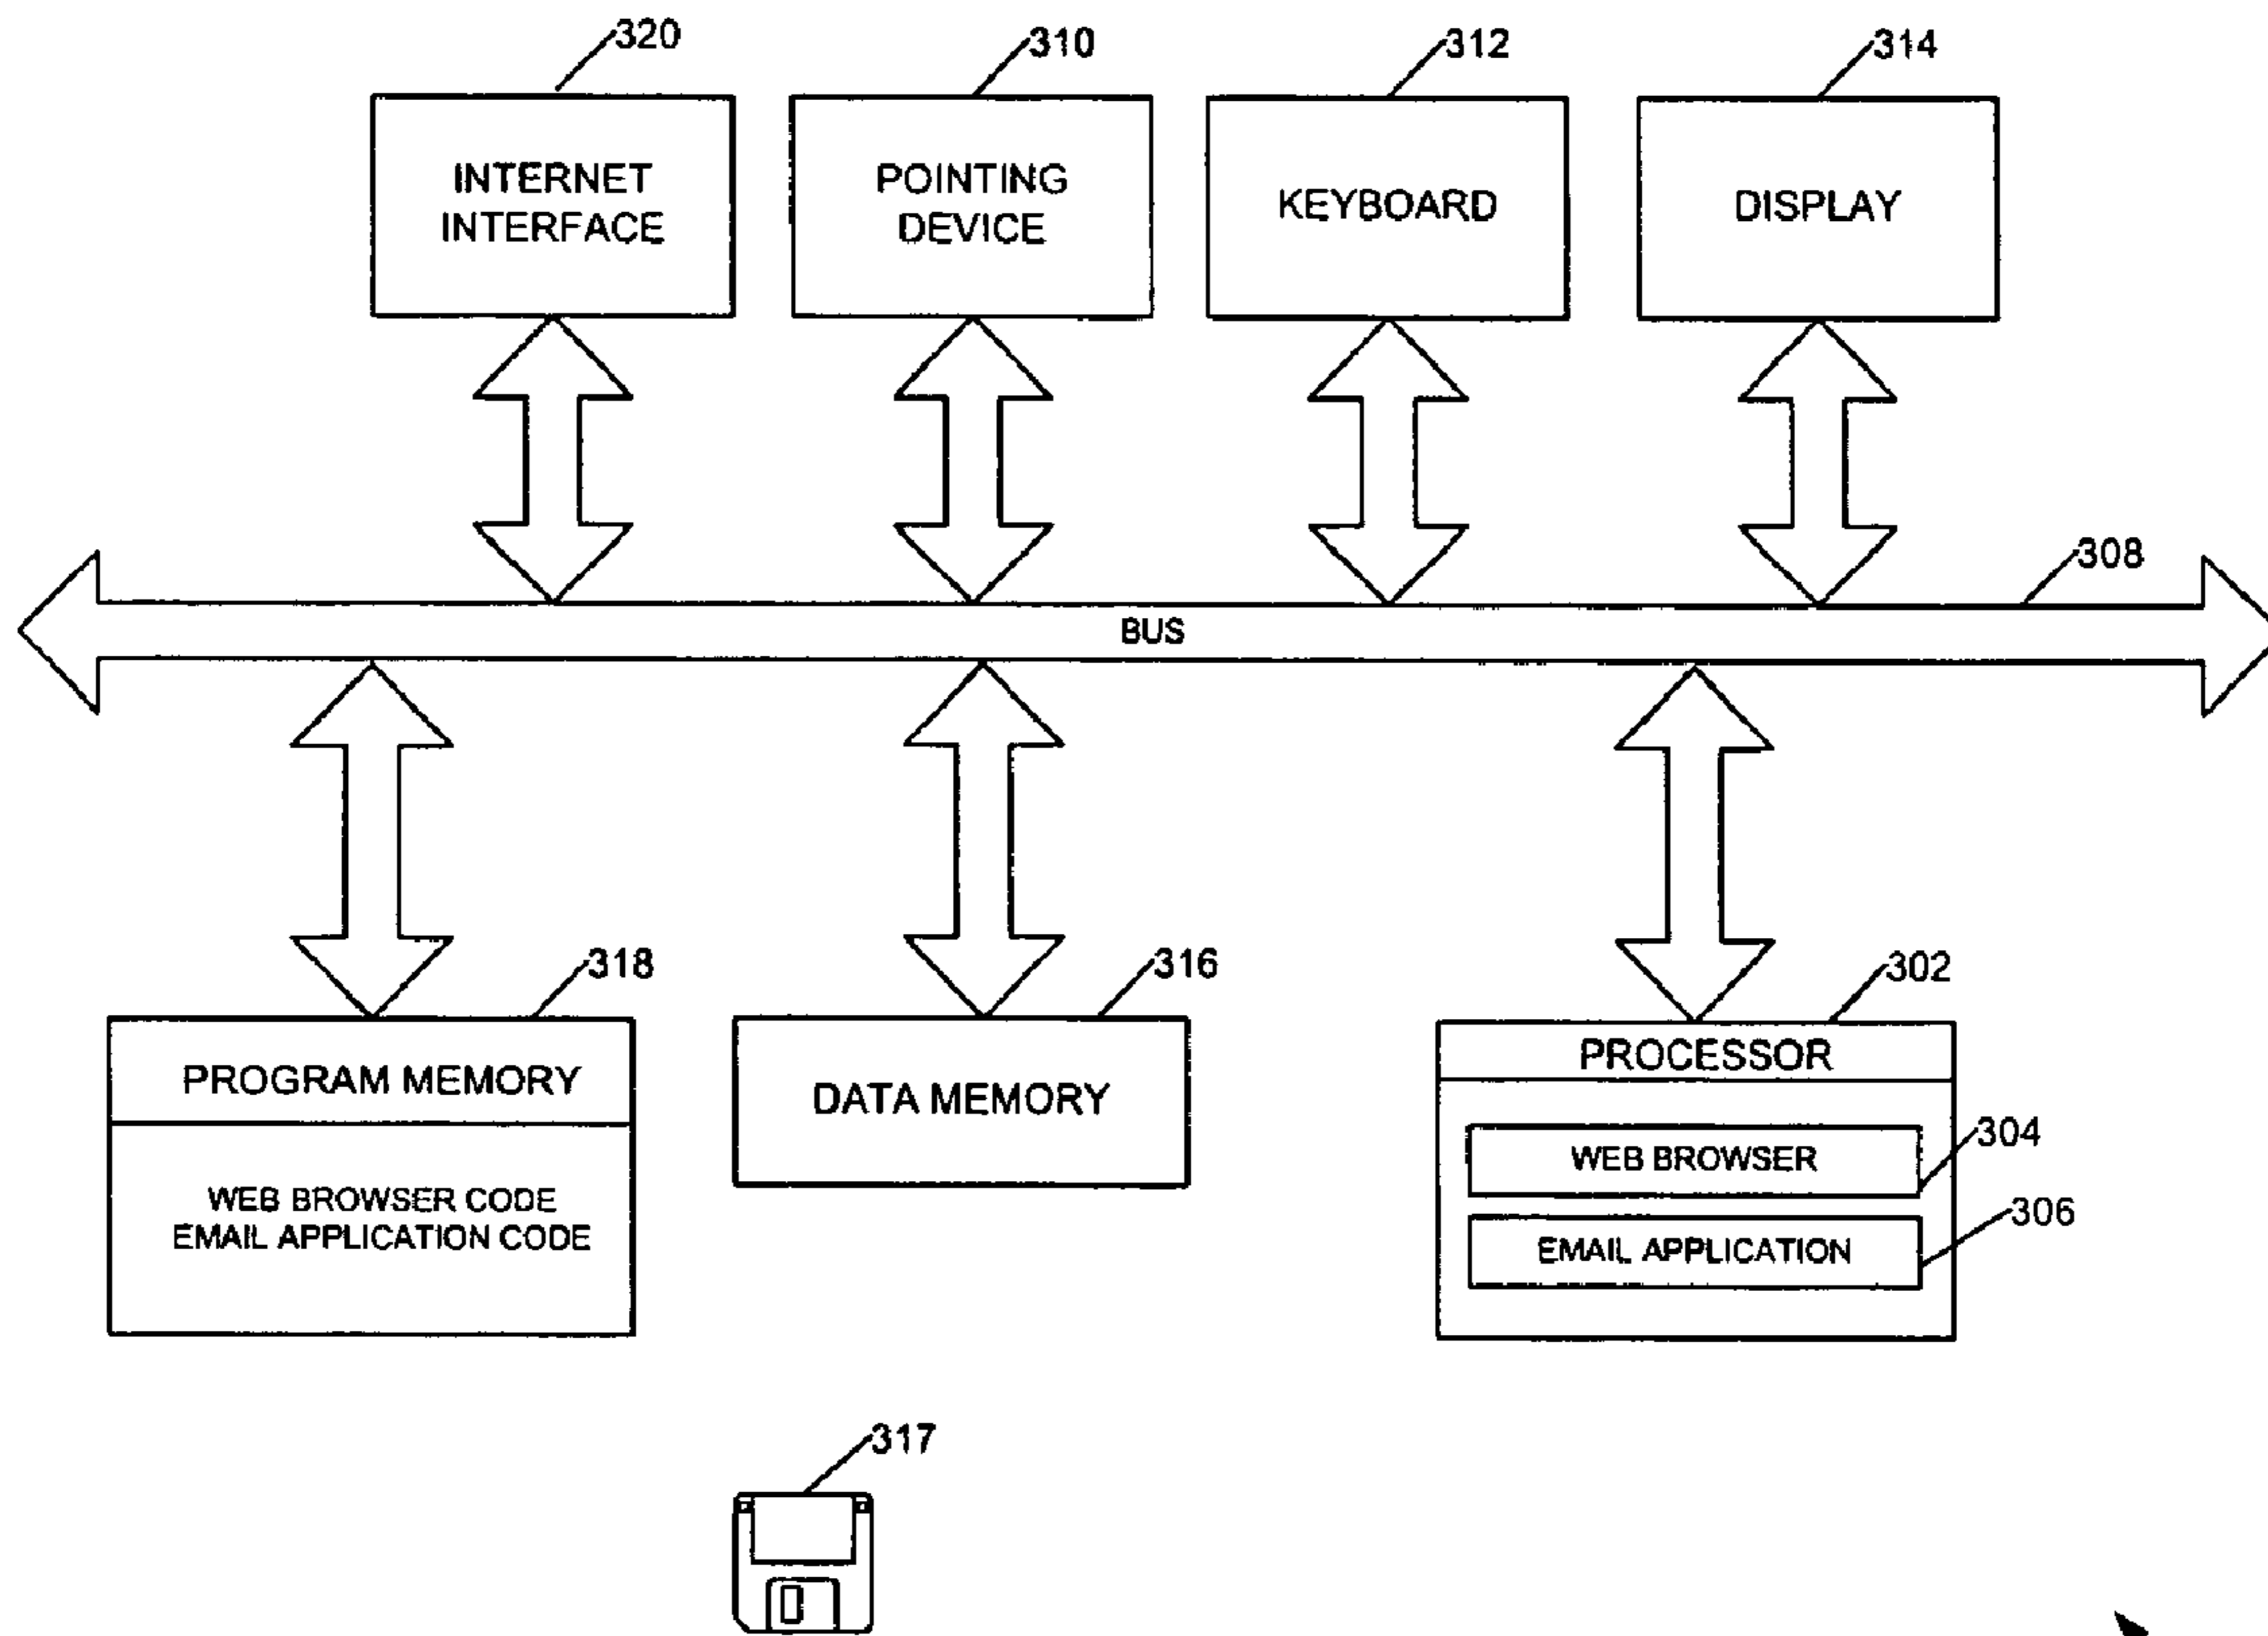 320
310
312
314
INTERNET
INTERFACE
POINTING
DEVICE
KEYBOARD
DISPLAY
308
BUS
318
316
302
PROGRAM MEMORY
WEB BROWSER CODE
EMAIL APPLICATION CODE
DATA MEMORY
PROCESSOR
WEB BROWSER
304
EMAIL APPLICATION
306
317